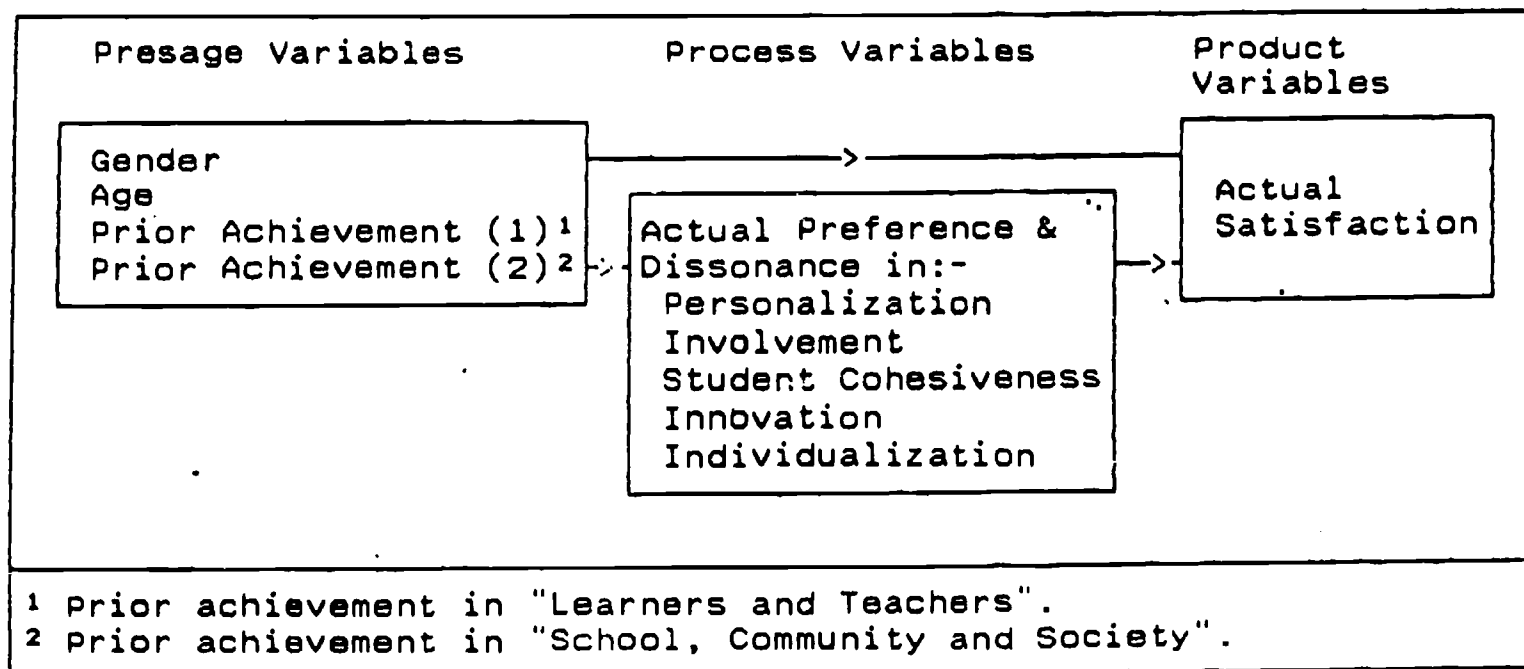 Presage Variables
Process Variables
Product
Variables
Gender
Age
Prior Achievement (1)¹
Prior Achievement (2)²
Actual Preference &
Dissonance in:-
Personalization
Involvement
Student Cohesiveness
Innovation
Individualization
Actual
Satisfaction
¹ Prior achievement in "Learners and Teachers".
² Prior achievement in "School, Community and Society".